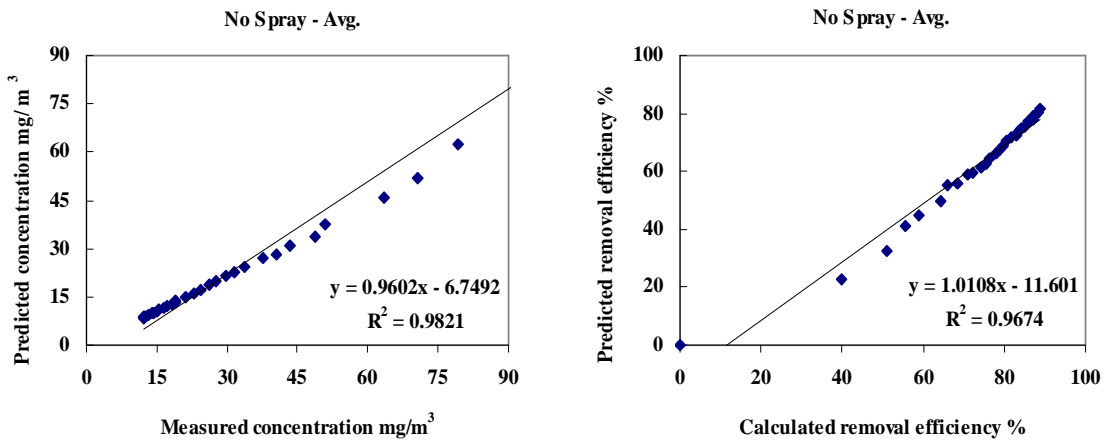 No Spray - Avg.
90
75
60
45
30
15
0
0 15 30 45 60 75 90
Predicted concentration mg/ m 3
Measured concentration mg/m3
y = 0.9602x - 6.7492
R2 = 0.9821
No Spray - Avg.
100
80
60
40
20
0
0 20 40 60 80 100
Predicted removal efficiency %
Calculated removal efficiency %
y = 1.0108x - 11.601
R2 = 0.9674